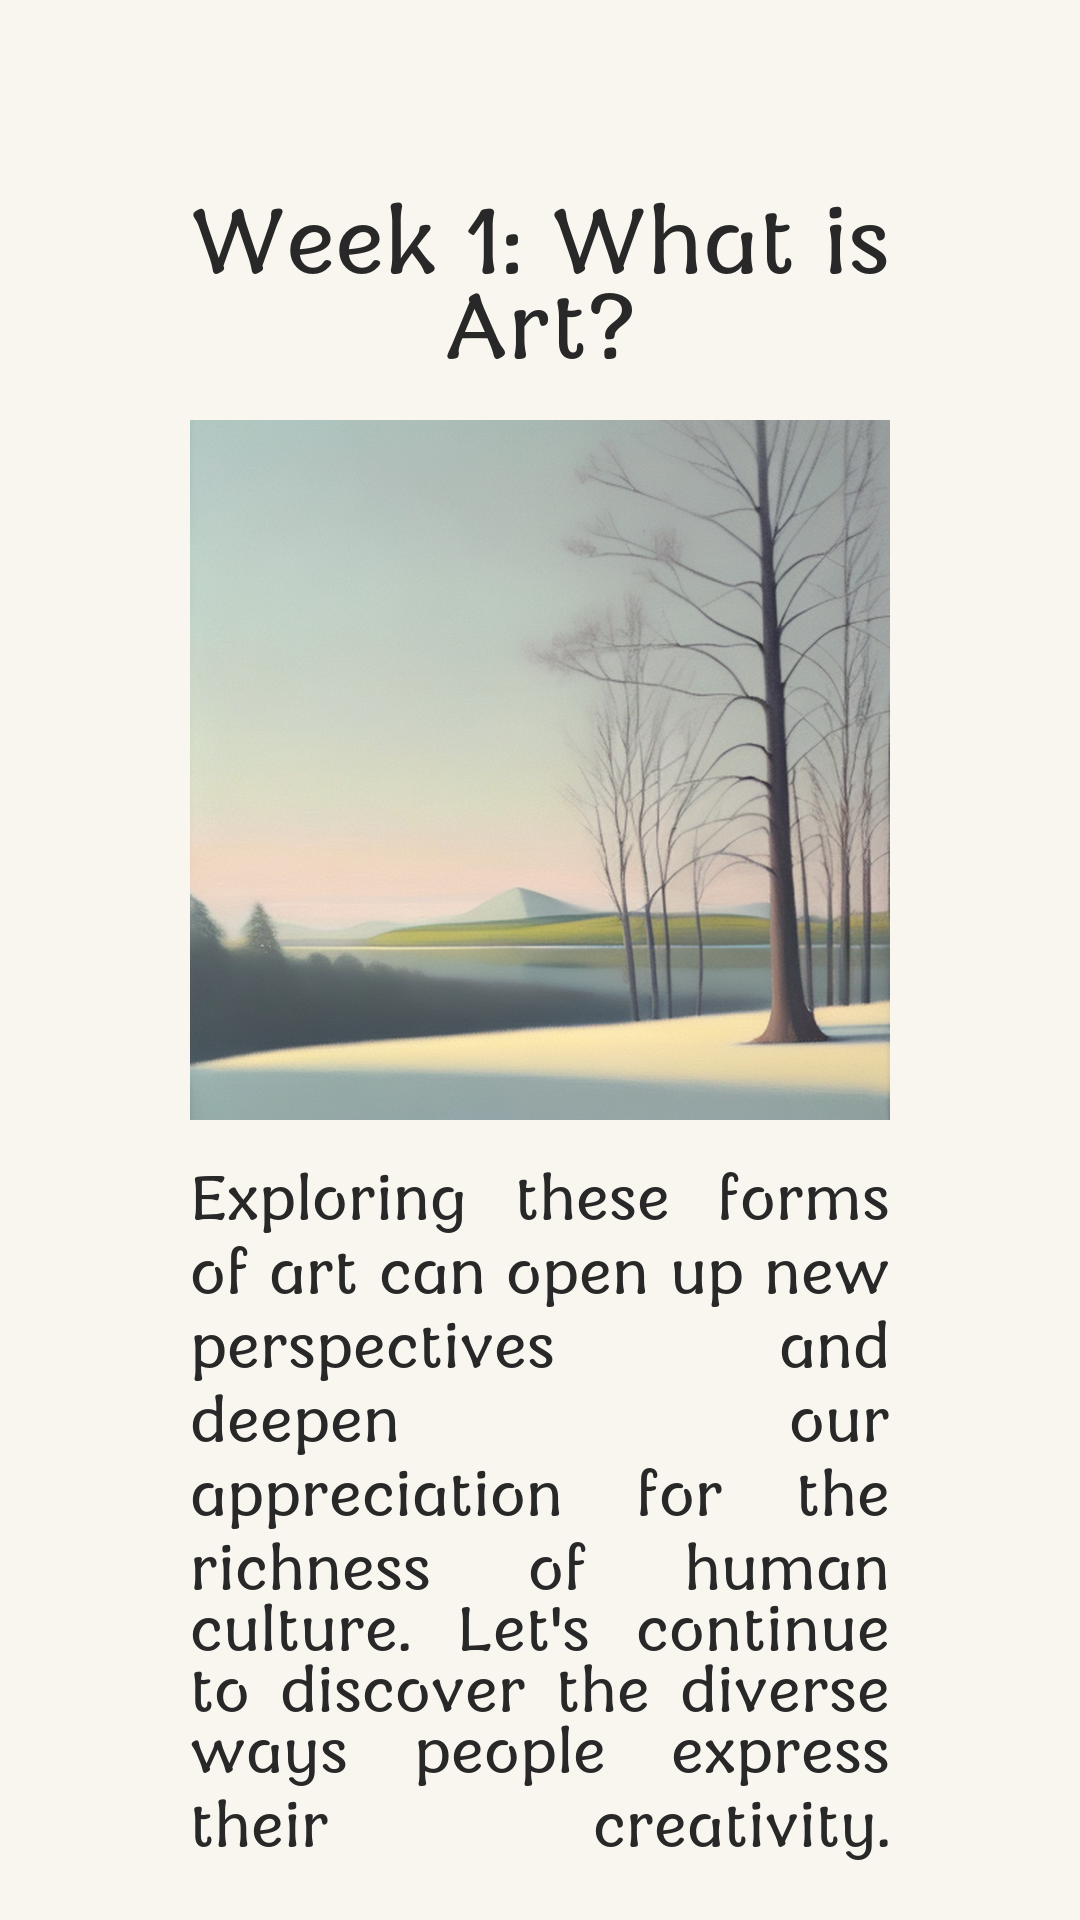 Week 1: What is
Art?
Exploring these forms
of art can open up new
perspectives and
deepen our
appreciation for the
richness of human
culture. Let's continue
to discover the diverse
ways people express
their creativity.